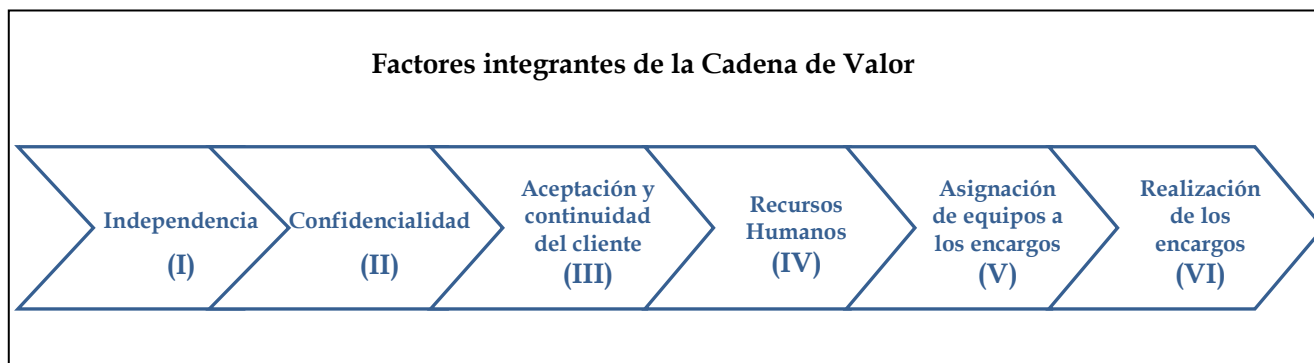 Factores integrantes de la Cadena de Valor
Independencia
(I)
Confidencialidad
(II)
Aceptación y
continuidad
del cliente
(III)
Recursos
Humanos
(IV)
Asignación
de equipos a
los encargos
(V)
Realización
de los
encargos
(VI)